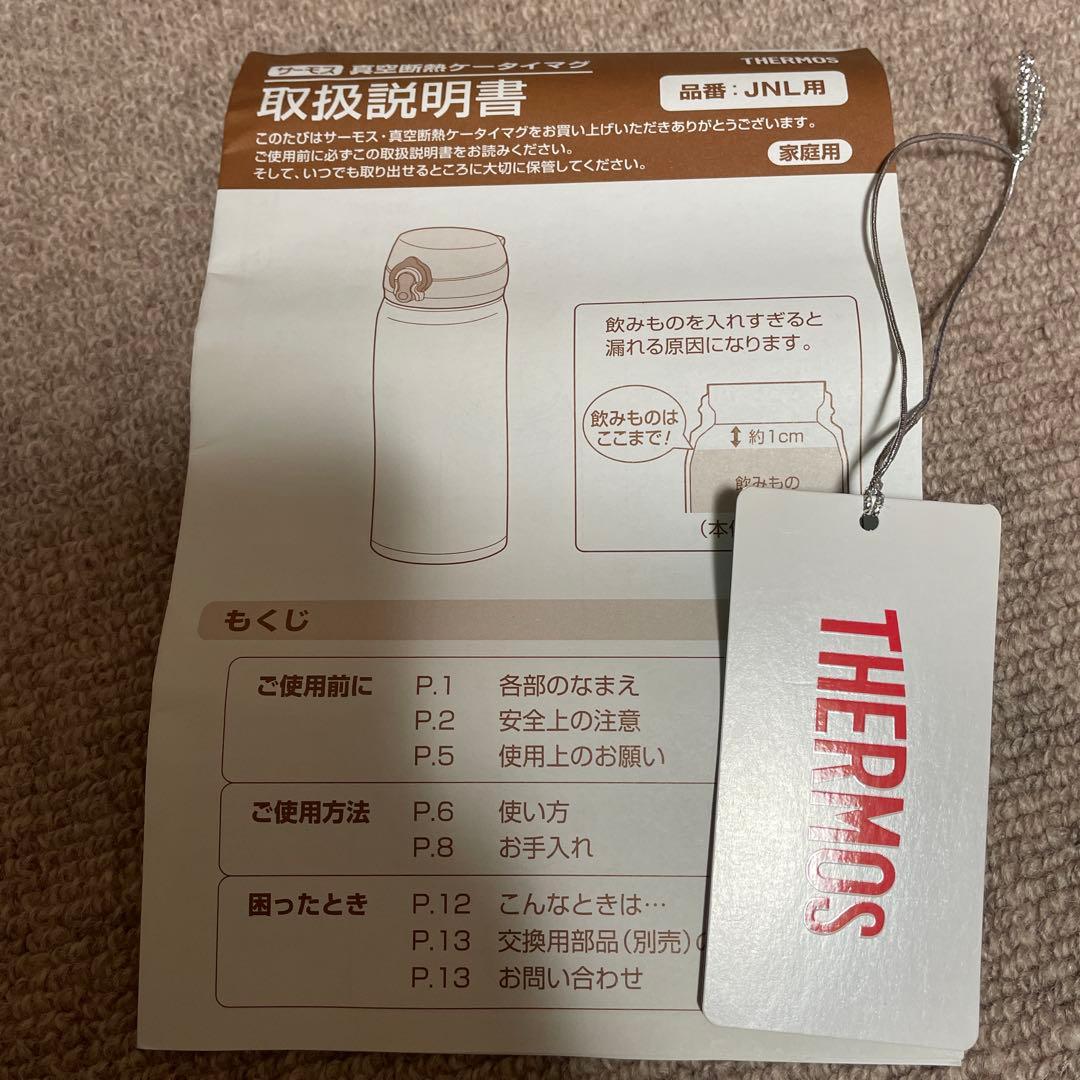 サーモス 真空断熱ケータイマグ
THERMOS
取扱説明書
品番：JNL用
このたびはサーモス・真空断熱ケータイマグをお買い上げいただきありがとうございます。
ご使用前に必ずこの取扱説明書をお読みください。
そして、いつでも取り出せるところに大切に保管してください。
家庭用
飲みものを入れすぎると
漏れる原因になります。
飲みものは
ここまで!
約1cm
飲みもの
(本体
もくじ
ご使用前に P.1 各部のなまえ
P.2 安全上の注意
P.5 使用上のお願い
ご使用方法 P.6 使い方
P.8 お手入れ
困ったとき P.12 こんなときは…
P.13 交換用部品(別売)
P.13 お問い合わせ
THERMOS